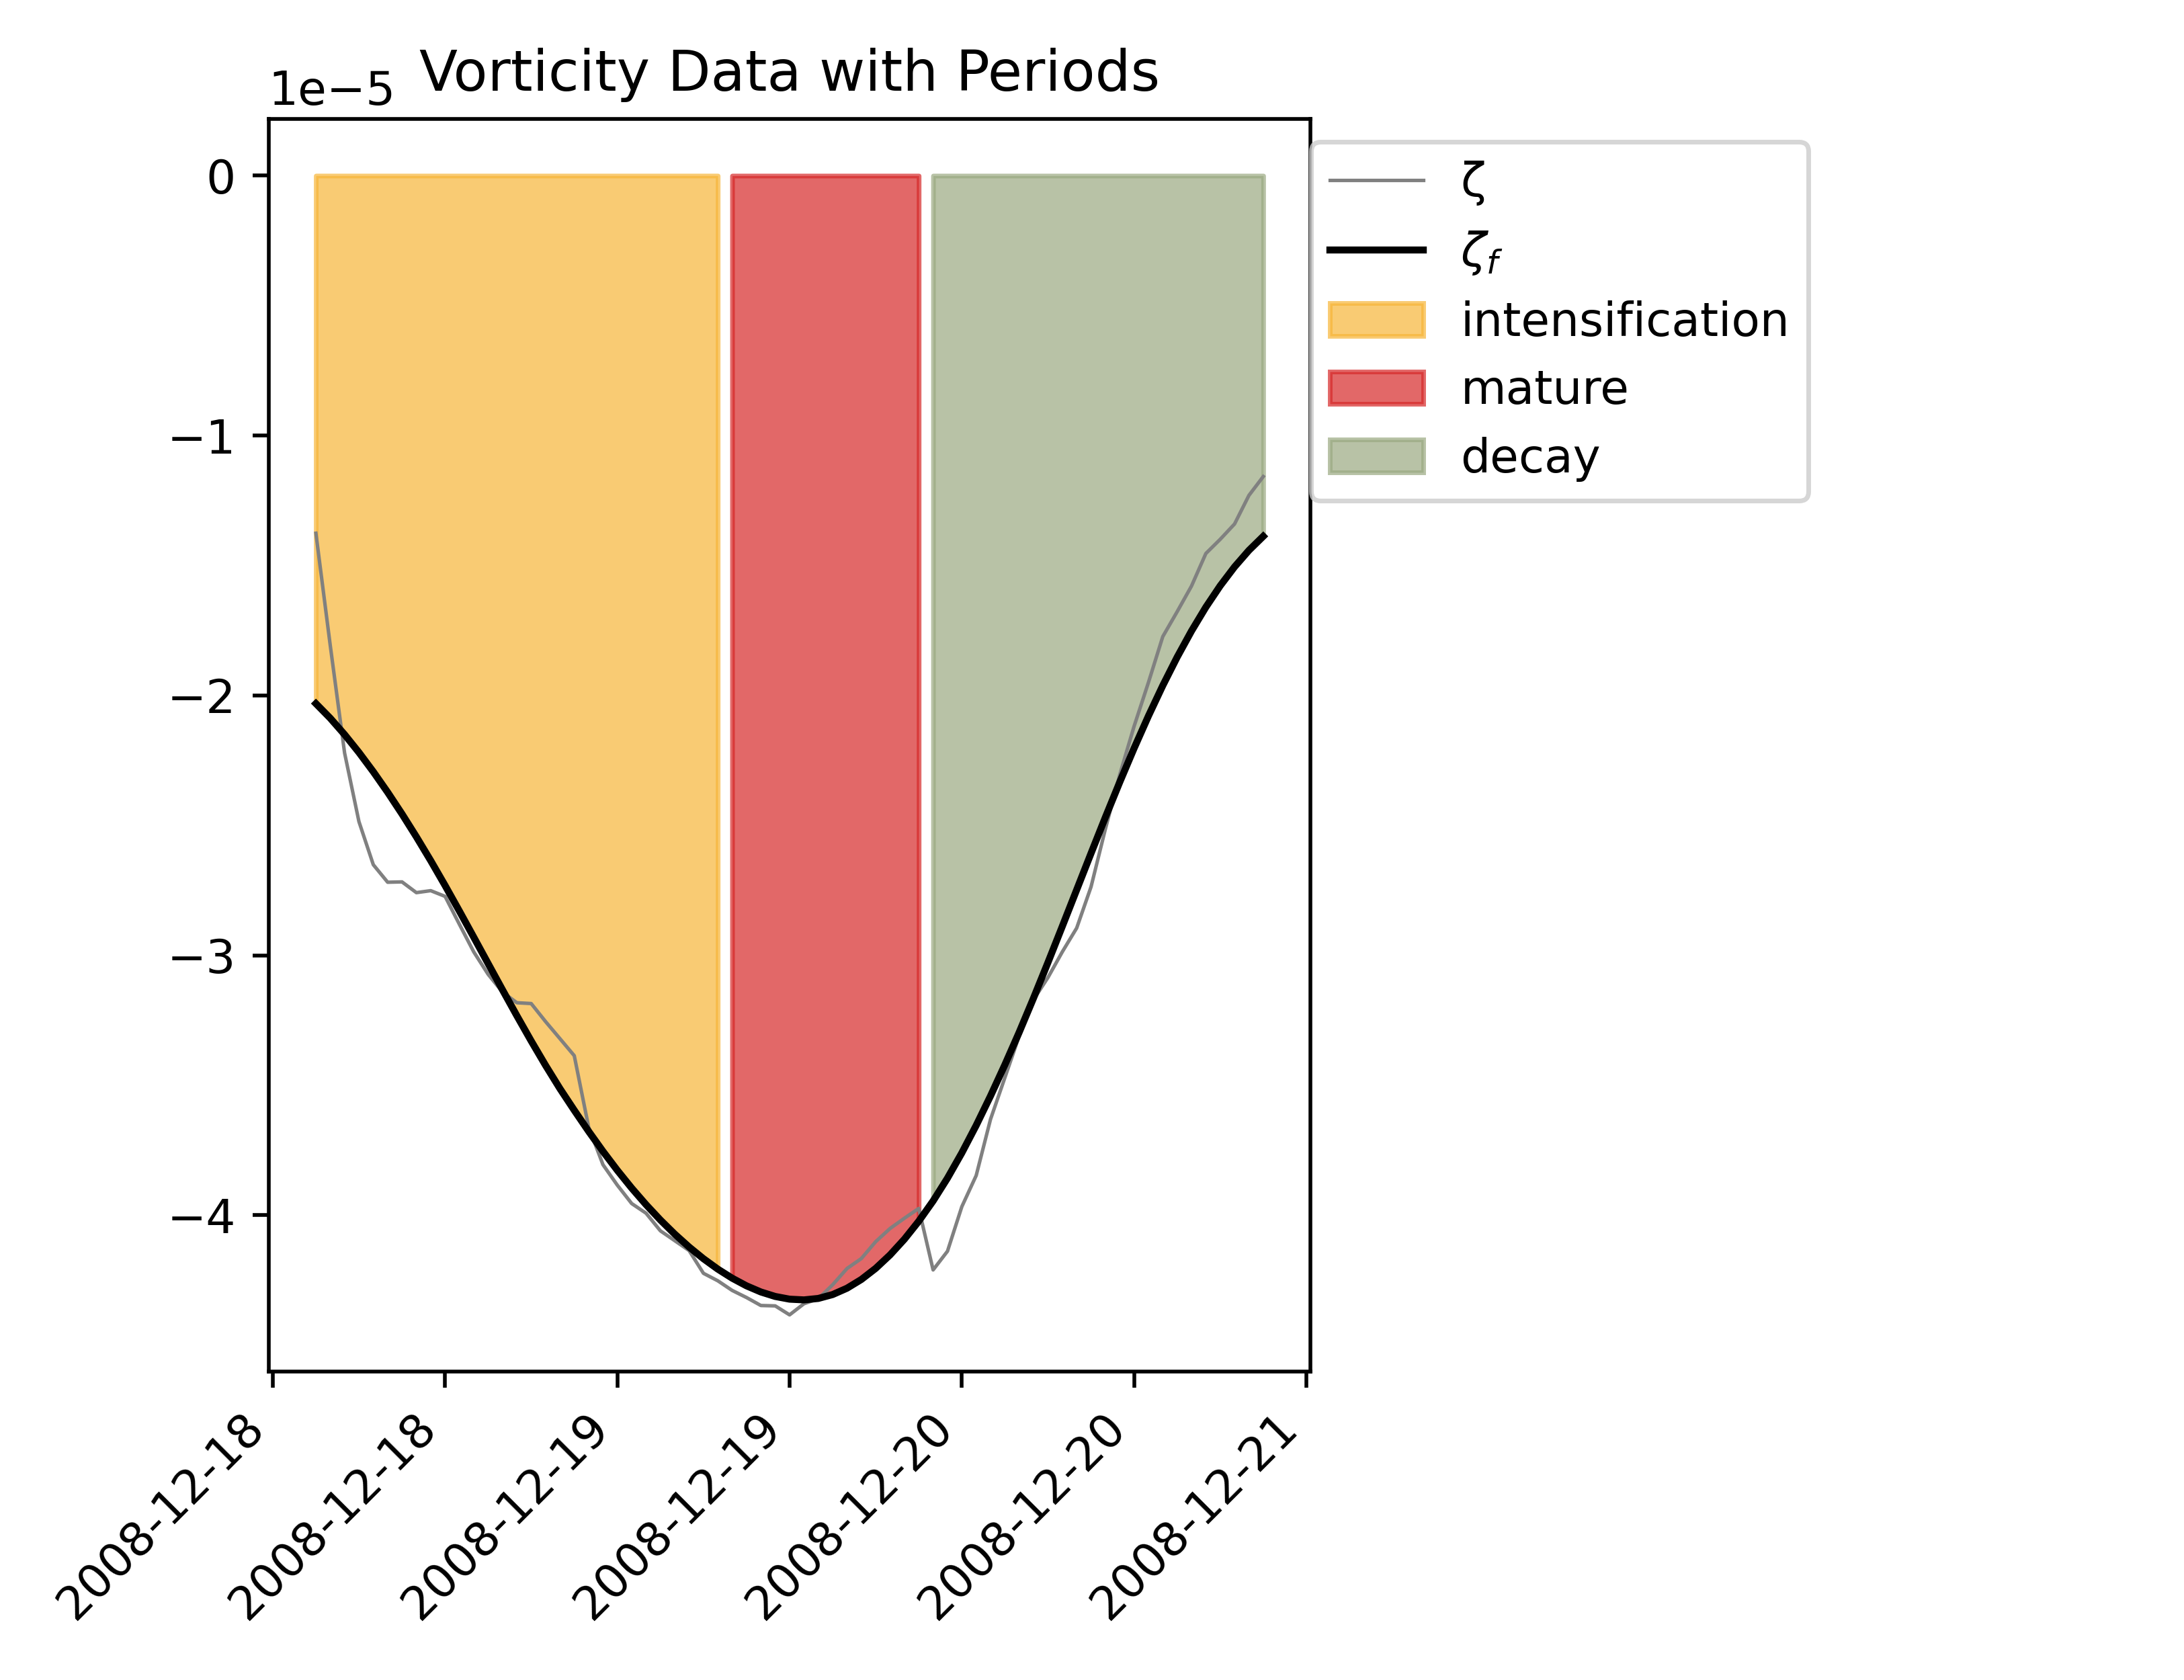 Vorticity Data with Periods
1e−5
0
−1
−2
−3
−4
2008-12-18
2008-12-18
2008-12-19
2008-12-19
2008-12-20
2008-12-20
2008-12-21
ζ
ζf
intensification
mature
decay